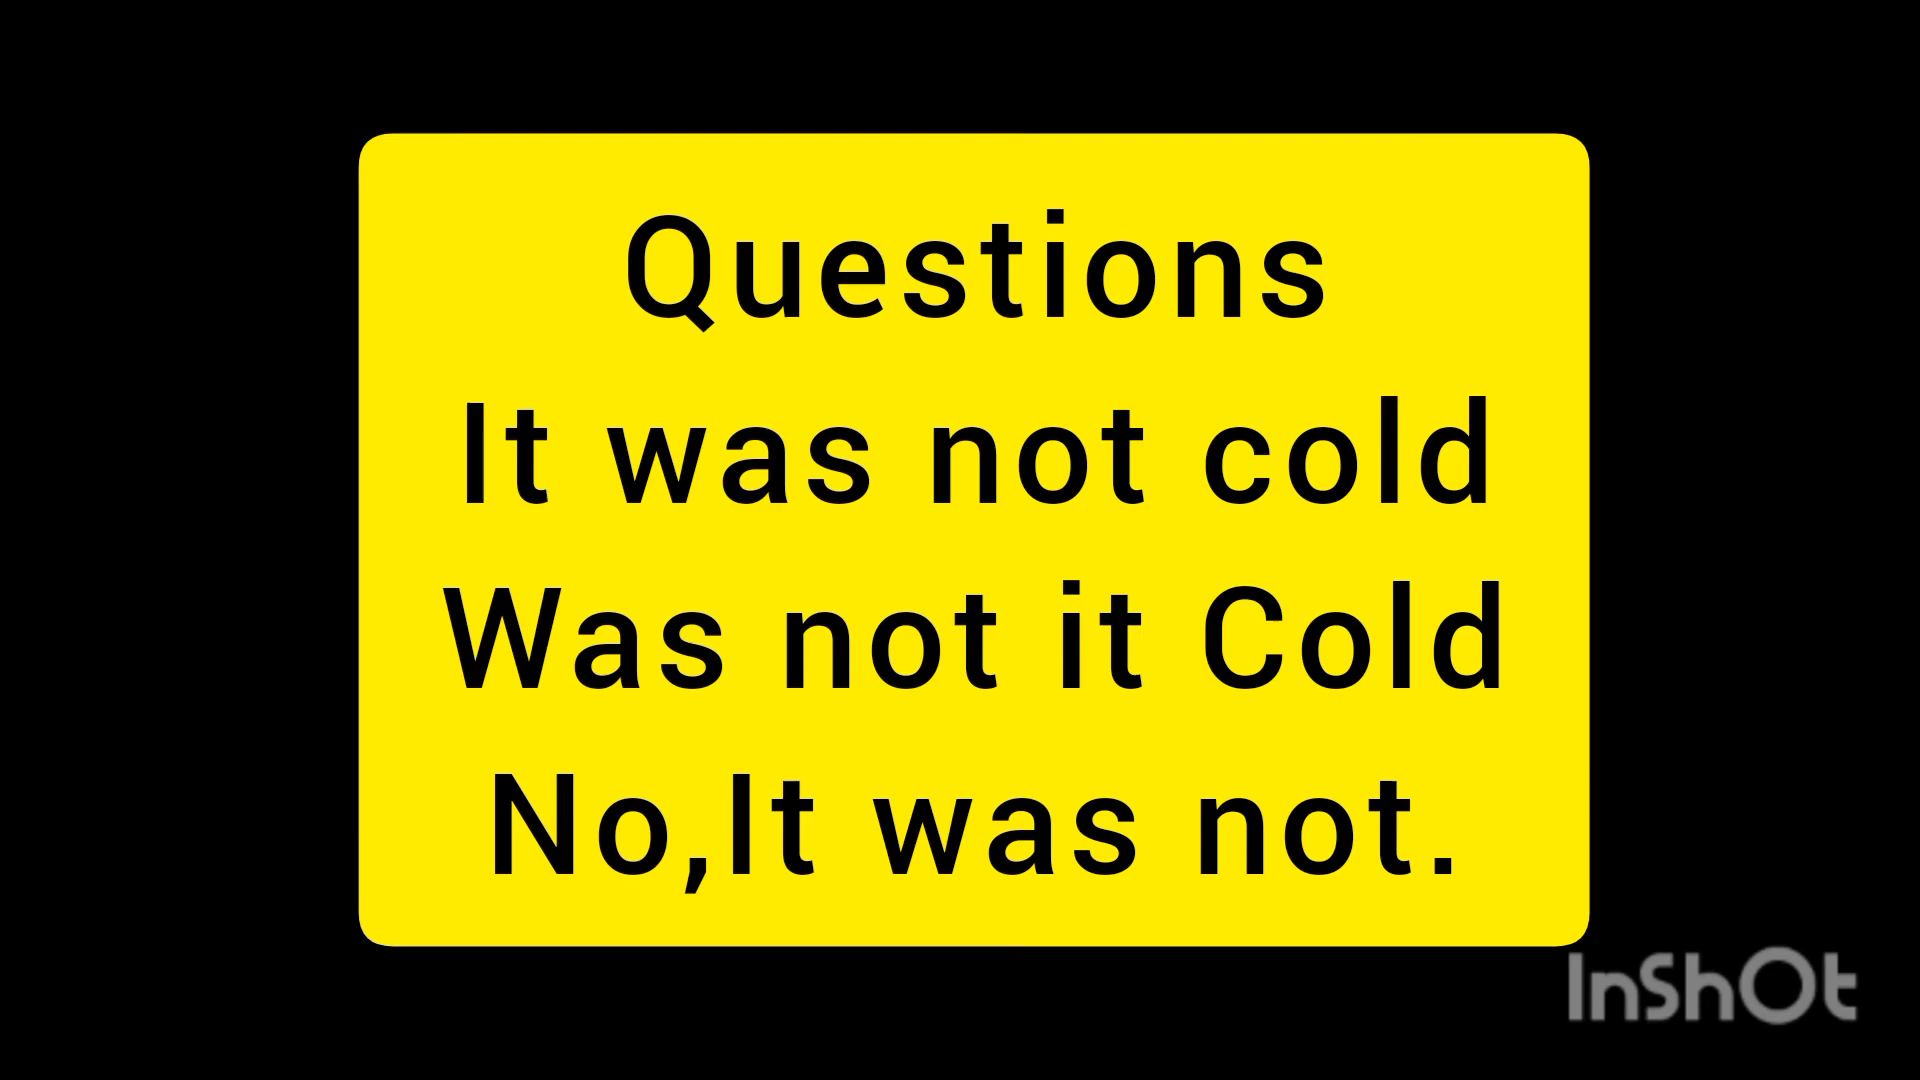 Questions
It was not cold
Was not it Cold
No,It was not.
InShOt